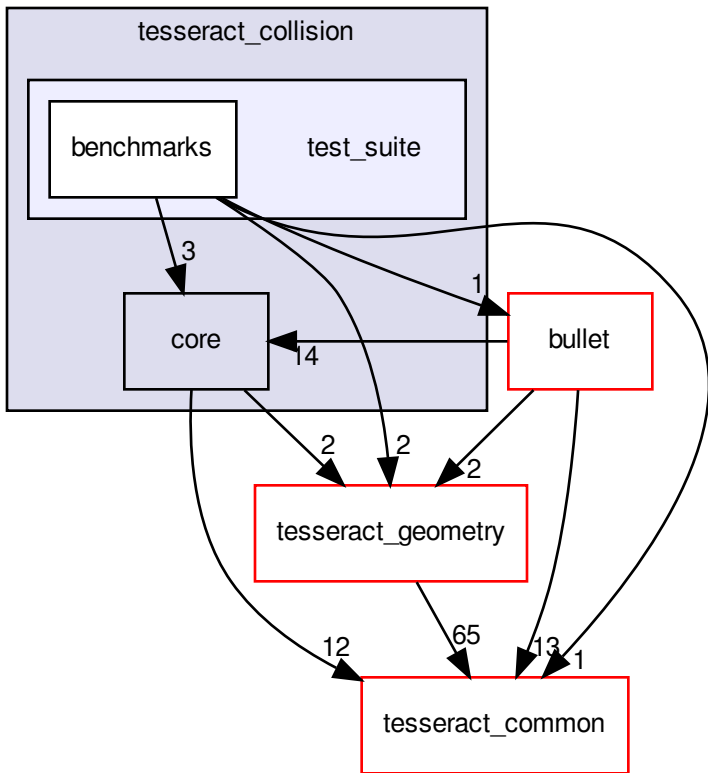 tesseract_collision
benchmarks
test_suite
3
1
core
14
bullet
2
2
2
tesseract_geometry
65
12
13
1
tesseract_common